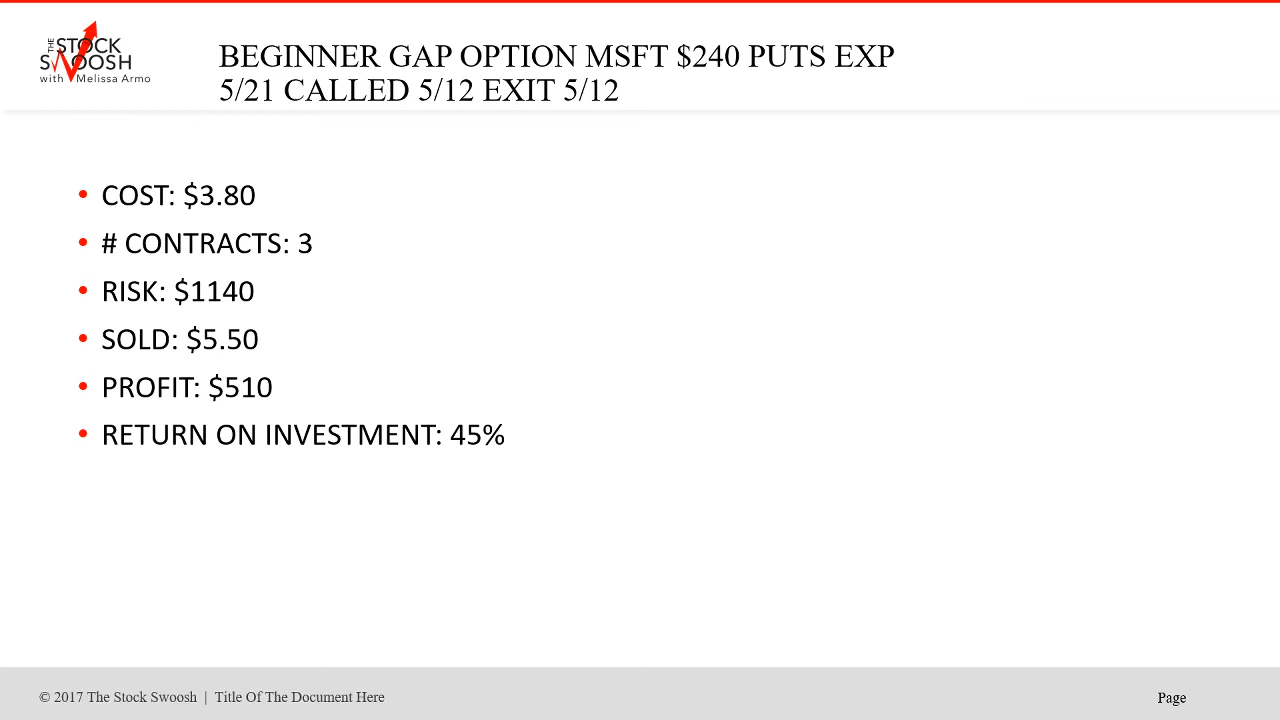 THE
STOCK
SWOOSH
with Melissa Armo
BEGINNER GAP OPTION MSFT $240 PUTS EXP
5/21 CALLED 5/12 EXIT 5/12
• COST: $3.80
• # CONTRACTS: 3
• RISK: $1140
• SOLD: $5.50
• PROFIT: $510
• RETURN ON INVESTMENT: 45%
© 2017 The Stock Swoosh | Title Of The Document Here
Page